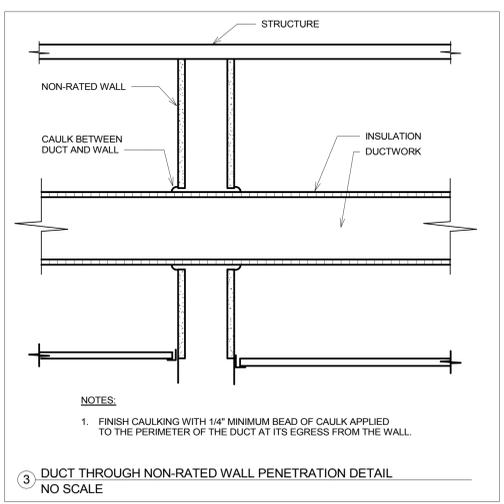 STRUCTURE
NON-RATED WALL
CAULK BETWEEN
DUCT AND WALL
INSULATION
DUCTWORK
NOTES:
1. FINISH CAULKING WITH 1/4" MINIMUM BEAD OF CAULK APPLIED
TO THE PERIMETER OF THE DUCT AT ITS EGRESS FROM THE WALL.
3 DUCT THROUGH NON-RATED WALL PENETRATION DETAIL
NO SCALE